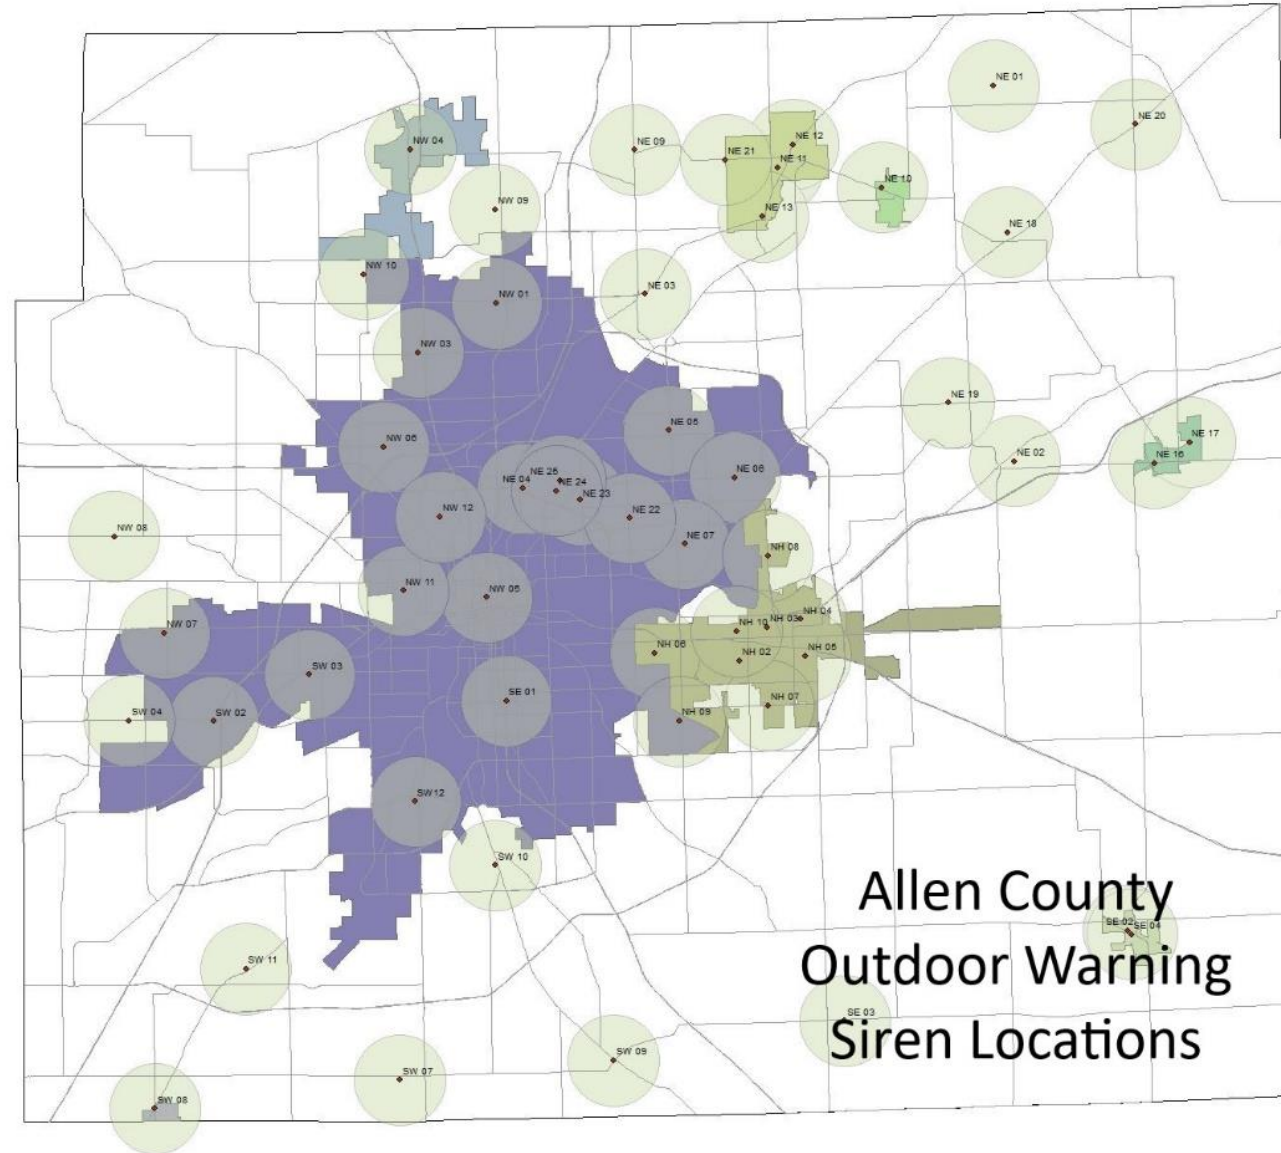 NE 01
NE 20
NW 04
NE 09
NE 12
NE 21
NE 11
NE 10
NW 09
NE 13
NE 18
NW 10
NE 03
NW 01
NW 03
NE 19
NE 05
NW 06
NE 17
NE 02
NE 16
NE 06
NE 25
NE 04
NE 24
NE 23
NW 12
NE 22
NW 08
NE 07
NH 08
NW 11
NW 05
NH 04
NW 07
NH 10
NH 03
NH 06
NH 05
NH 02
SW 03
SE 01
NH 07
SW 04
SW 02
NH 09
SW 12
SW 10
Allen County
SE 02
SE 04
Outdoor Warning
SW 11
SE 03
Siren Locations
SW 09
SW 07
SW 08